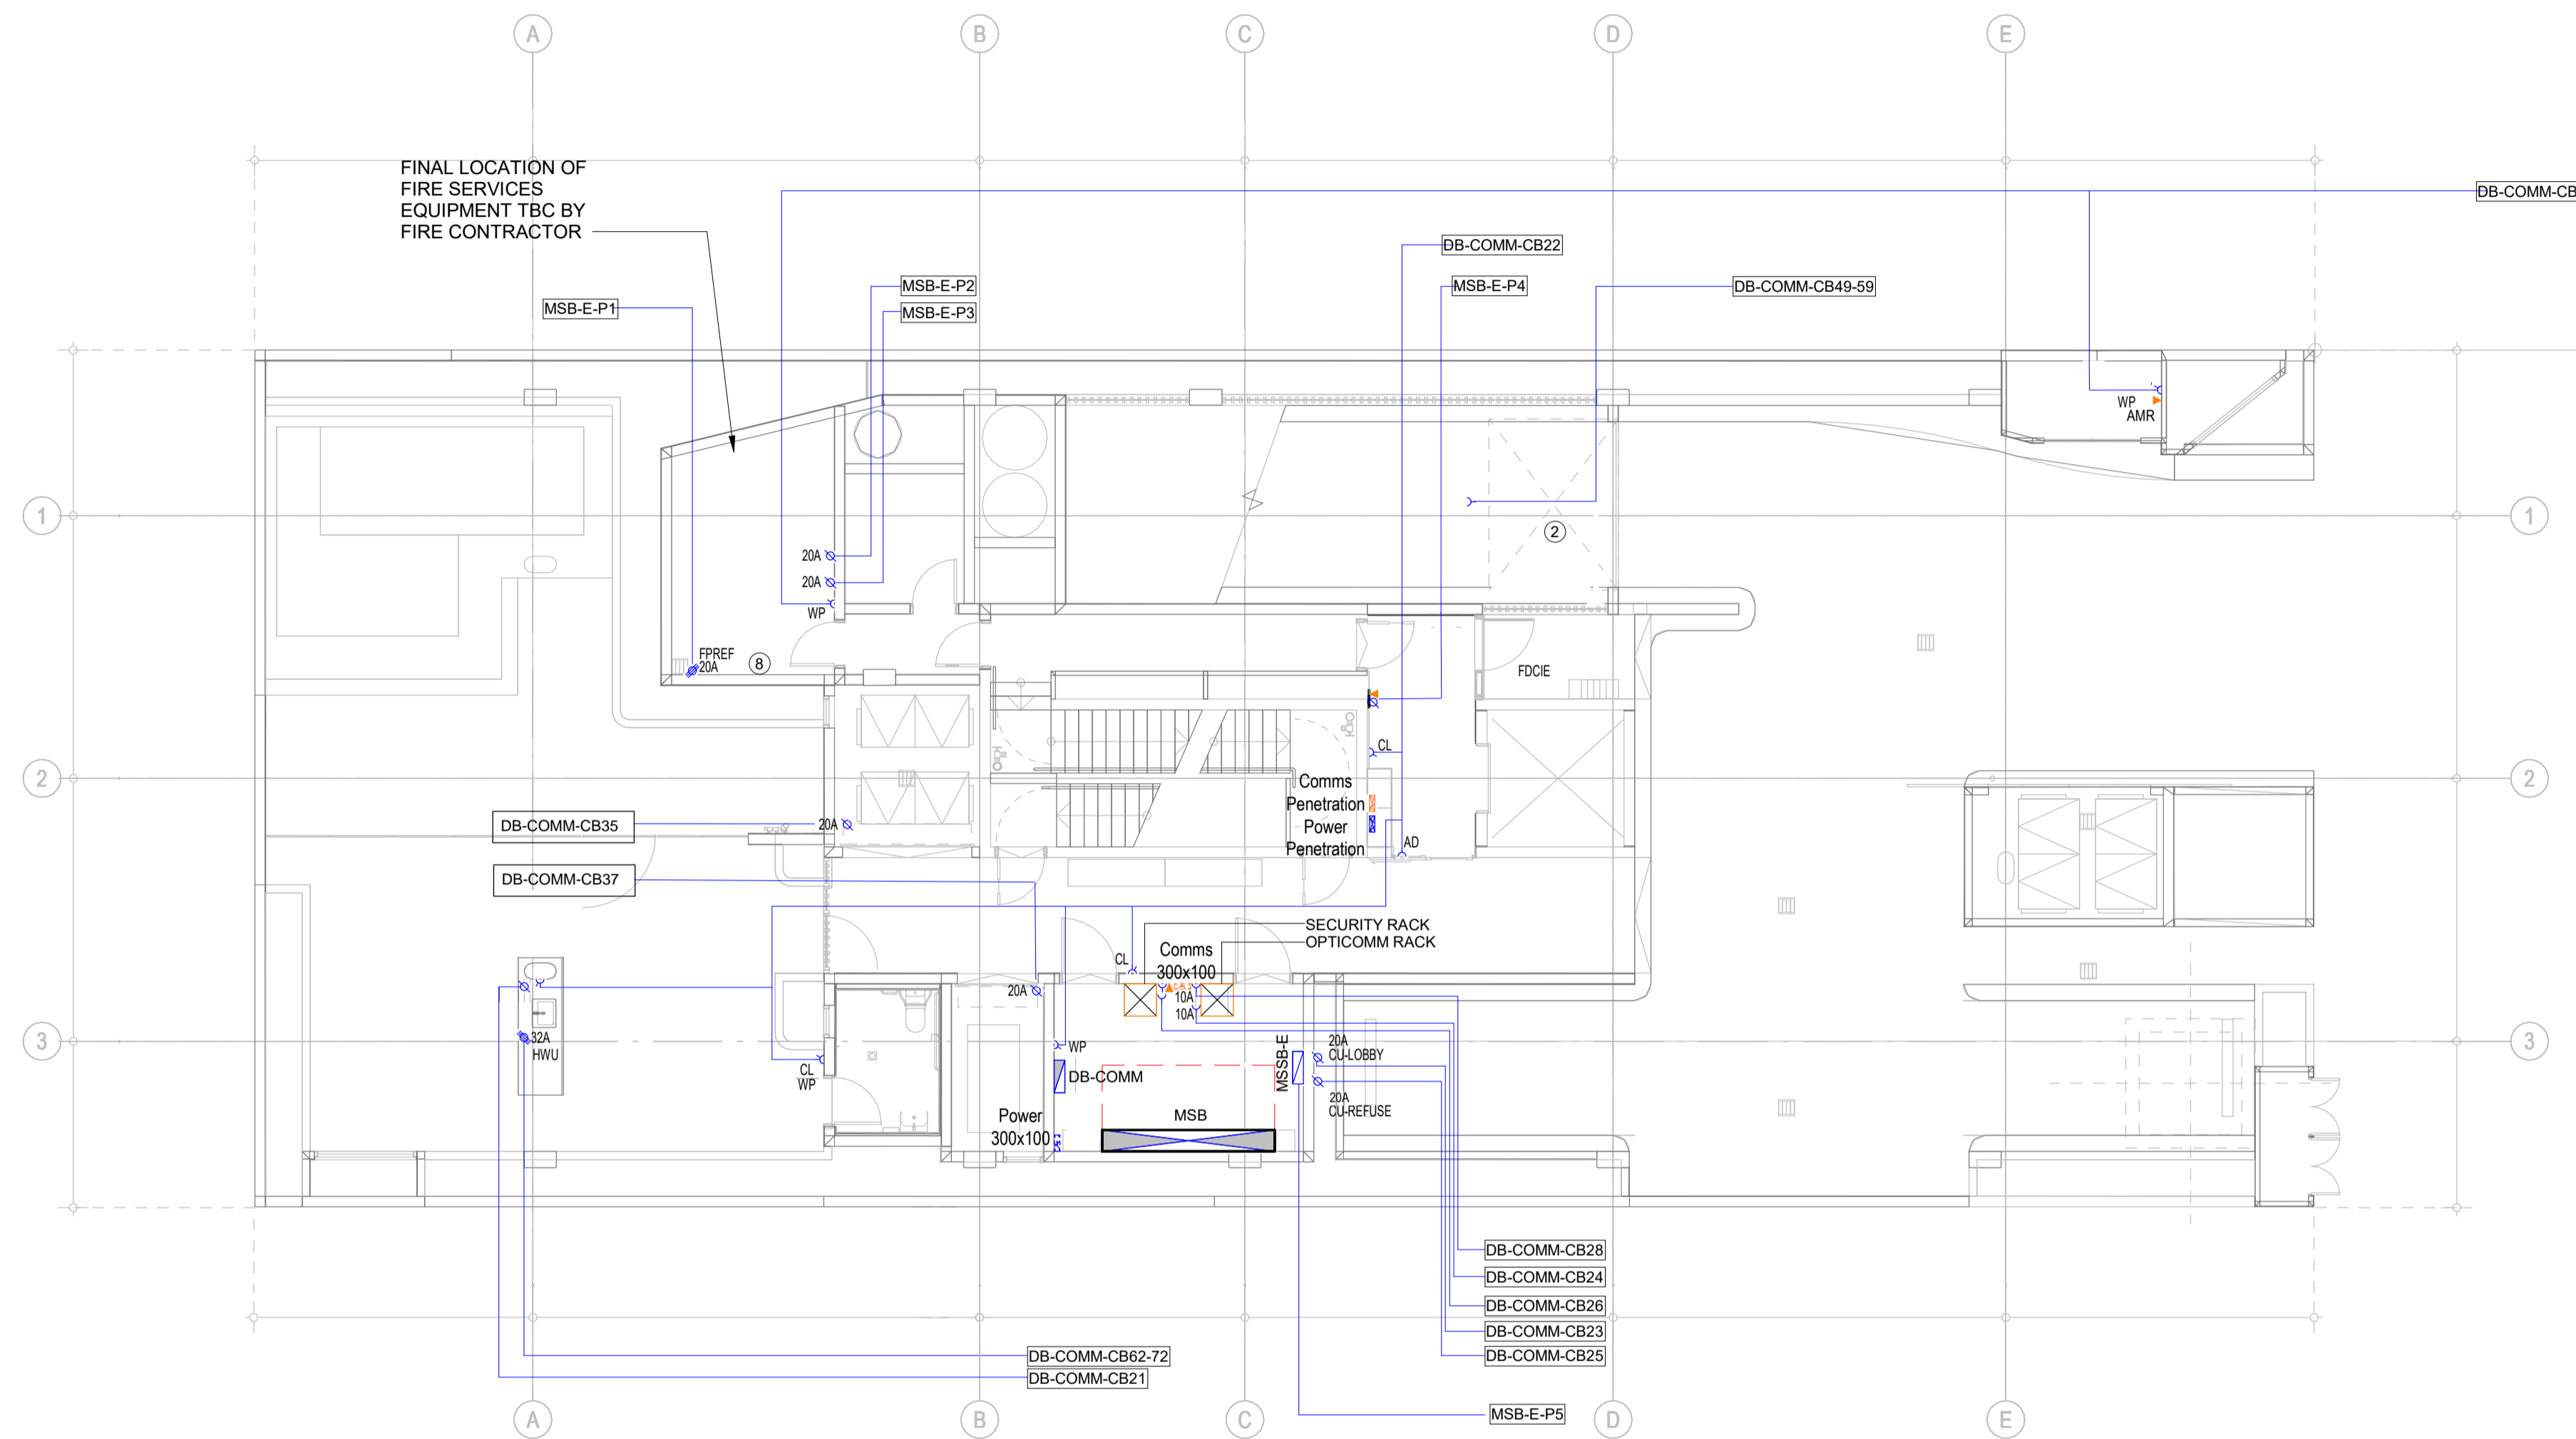 A
B
C
D
E
FINAL LOCATION OF
FIRE SERVICES
EQUIPMENT TBC BY
FIRE CONTRACTOR
DB-COMM-CB
DB-COMM-CB22
MSB-E-P2
MSB-E-P4
DB-COMM-CB49-59
MSB-E-P1
MSB-E-P3
WP
AMR
1
1
2
20A
20A
WP
FPREF
20A
8
FDCIE
CL
2
2
Comms
Penetration
Power
Penetration
DB-COMM-CB35
20A
AD
DB-COMM-CB37
SECURITY RACK
OPTICOMM RACK
Comms
300x100
CL
20A
10A
10A
3
3
32A
HWU
WP
MSSB-E
20A
CU-LOBBY
CL
WP
DB-COMM
20A
CU-REFUSE
Power
300x100
MSB
DB-COMM-CB28
DB-COMM-CB24
DB-COMM-CB26
DB-COMM-CB23
DB-COMM-CB25
DB-COMM-CB62-72
DB-COMM-CB21
MSB-E-P5
A
B
C
D
E